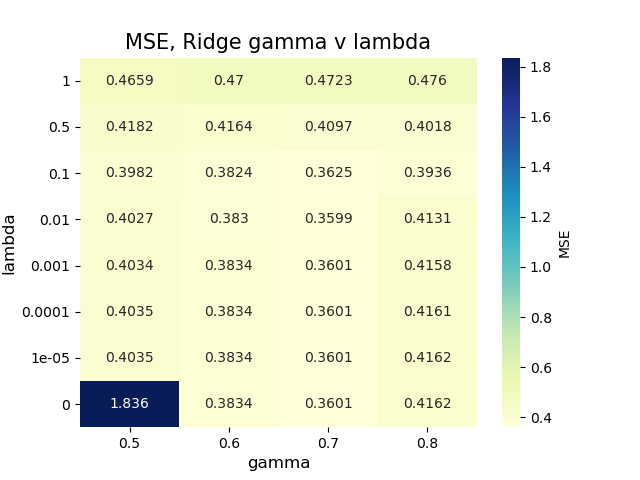 MSE, Ridge gamma v lambda
1 0.4659 0.47 0.4723 0.476
0.5 0.4182 0.4164 0.4097 0.4018
0.1 0.3982 0.3824 0.3625 0.3936
0.01 0.4027 0.383 0.3599 0.4131
0.001 0.4034 0.3834 0.3601 0.4158
0.0001 0.4035 0.3834 0.3601 0.4161
1e-05 0.4035 0.3834 0.3601 0.4162
0 1.836 0.3834 0.3601 0.4162
0.5 0.6 0.7 0.8
gamma
lambda
1.8
1.6
1.4
1.2
1.0
0.8
0.6
0.4
MSE